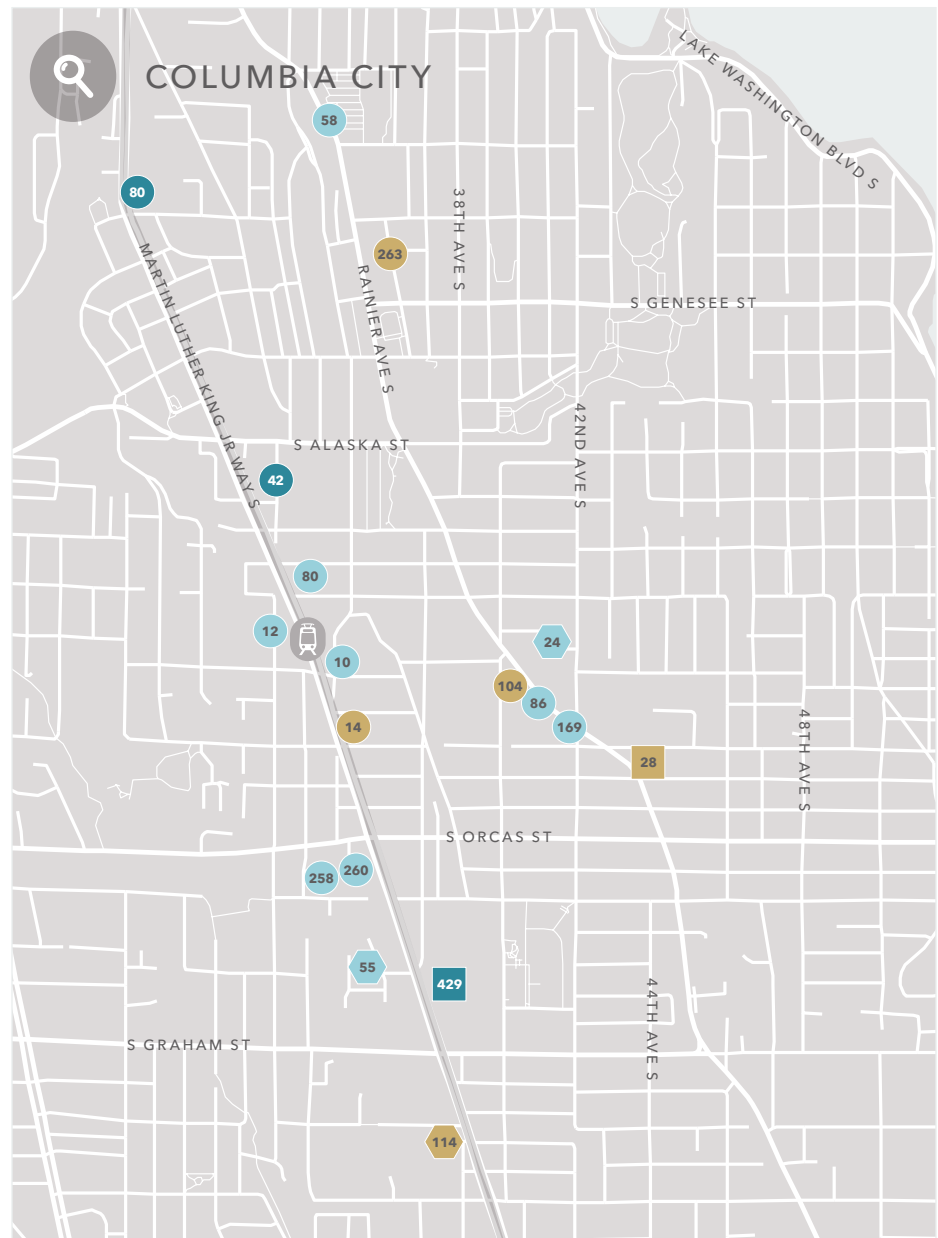 COLUMBIA CITY
LAKE WASHINGTON BLVD S
58
80
38TH AVE S
263
MARTIN LUTHER KING JR WAY S
RAINIER AVE S
S GENESEE ST
42ND AVE S
S ALASKA ST
42
80
12
24
10
104
86
14
169
48TH AVE S
28
S ORCAS ST
260
258
55
429
44TH AVE S
S GRAHAM ST
114